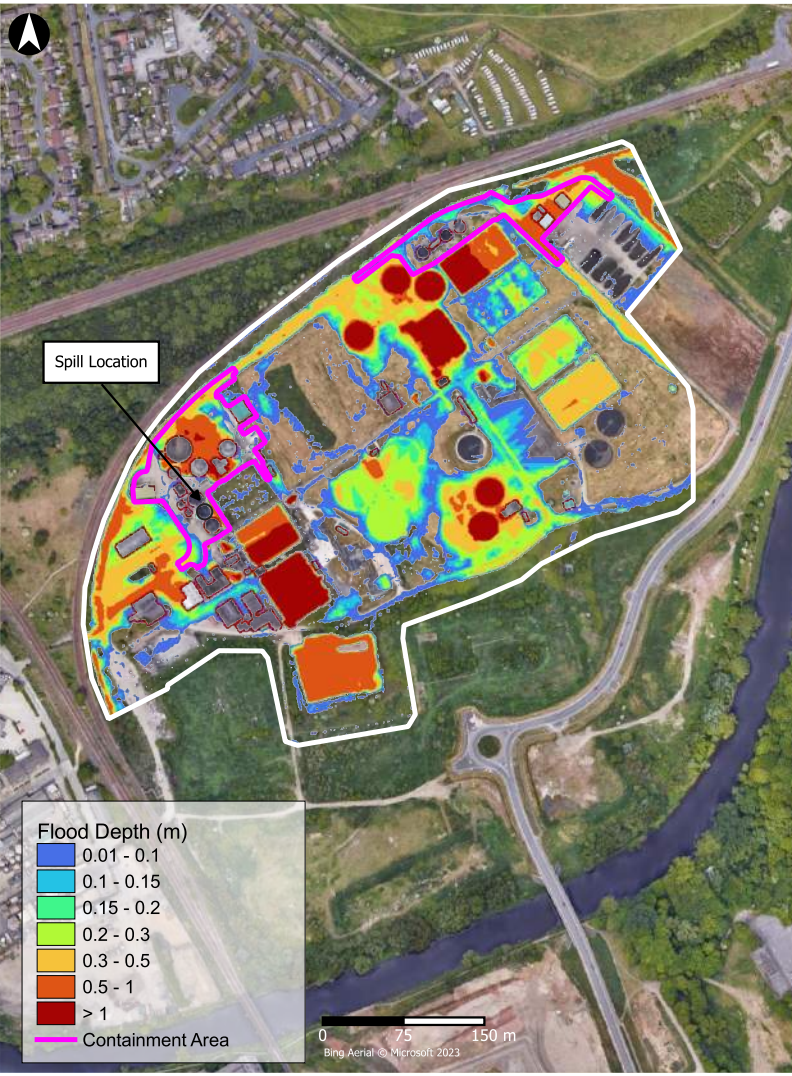 Spill Location
Flood Depth (m)
0.01 - 0.1
0.1 - 0.15
0.15 - 0.2
0.2 - 0.3
0.3 - 0.5
0.5 - 1
> 1
Containment Area
0 75 150 m
Bing Aerial © Microsoft 2023